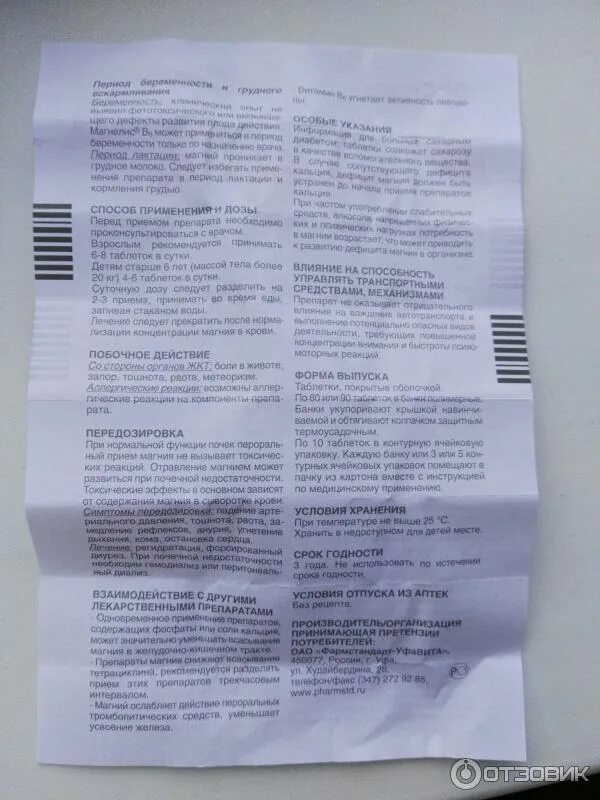 Период беременности и грудного
вскармливания
Беременность: клинический опыт не
выявил фетотоксического или вызывающ-
щего дефекты развития плода действия.
Магнелис® В6 может применяться в период
беременности только по назначению врача.
Период лактации: магний проникает в
грудное молоко. Следует избегать приме-
нения препарата в период лактации и
кормления грудью.
СПОСОБ ПРИМЕНЕНИЯ И ДОЗЫ
Перед приемом препарата необходимо
проконсультироваться с врачом.
Взрослым рекомендуется принимать
6-8 таблеток в сутки.
Детям старше 6 лет (массой тела более
20 кг) 4-6 таблеток в сутки.
Суточную дозу следует разделить на
2-3 приема, принимать во время еды,
запивая стаканом воды.
Лечение следует прекратить после норма-
лизации концентрации магния в крови.
ПОБОЧНОЕ ДЕЙСТВИЕ
Со стороны органов ЖКТ: боли в животе,
запор, тошнота, рвота, метеоризм.
Аллергические реакции: возможны аллер-
гические реакции на компоненты препа-
рата.
ПЕРЕДОЗИРОВКА
При нормальной функции почек перораль-
ный прием магния не вызывает токсичес-
ких реакций. Отравление магнием может
развиться при почечной недостаточности.
Токсические эффекты в основном зависят
от содержания магния в сыворотке крови.
Симптомы передозировки: падение арте-
риального давления, тошнота, рвота, за-
медление рефлексов, анурия, угнетение
дыхания, кома, остановка сердца.
Лечение: регидратация, форсированный
диурез. При почечной недостаточности
необходим гемодиализ или перитонеаль-
ный диализ.
ВЗАИМОДЕЙСТВИЕ С ДРУГИМИ
ЛЕКАРСТВЕННЫМИ ПРЕПАРАТАМИ
- Одновременное применение препаратов,
содержащих фосфаты или соли кальция,
может значительно уменьшать всасывание
магния в желудочно-кишечном тракте.
- Препараты магния снижают всасывание
тетрациклина, рекомендуется разделять
прием этих препаратов трехчасовым
интервалом.
- Магний ослабляет действие пероральных
тромболитических средств, уменьшает
усвоение железа.
- Витамин В6 угнетает активность левоdo-
пы.
ОСОБЫЕ УКАЗАНИЯ
Информация для больных сахарным
диабетом: таблетки содержат сахарозу
в качестве вспомогательного вещества.
В случае сопутствующего дефицита
кальция, дефицит магния должен быть
устранен до начала приема препаратов
кальция.
При частом употреблении слабительных
средств, алкоголя, напряженных физичес-
ких и психических нагрузках потребность
в магнии возрастает, что может приводить
к развитию дефицита магния в организме.
ВЛИЯНИЕ НА СПОСОБНОСТЬ
УПРАВЛЯТЬ ТРАНСПОРТНЫМИ
СРЕДСТВАМИ, МЕХАНИЗМАМИ
Препарат не оказывает отрицательного
влияния на вождение автотранспорта и
выполнение потенциально опасных видов
деятельности, требующих повышенной
концентрации внимания и быстроты психо-
моторных реакций.
ФОРМА ВЫПУСКА
Таблетки, покрытые оболочкой.
По 60 или 90 таблеток в банки полимерные.
Банки укупоривают крышкой навинчи-
ваемой и обтягивают колпачком защитным
термоусадочным.
По 10 таблеток в контурную ячейковую
упаковку. Каждую банку или 3 или 5 кон-
турных ячейковых упаковок помещают в
пачку из картона вместе с инструкцией
по медицинскому применению.
УСЛОВИЯ ХРАНЕНИЯ
При температуре не выше 25 °С.
Хранить в недоступном для детей месте.
СРОК ГОДНОСТИ
3 года. Не использовать по истечении
срока годности.
УСЛОВИЯ ОТПУСКА ИЗ АПТЕК
Без рецепта.
ПРОИЗВОДИТЕЛЬ/ОРГАНИЗАЦИЯ
ПРИНИМАЮЩАЯ ПРЕТЕНЗИИ
ПОТРЕБИТЕЛЕЙ:
ОАО «Фармстандарт-УфаВИТА»,
450077, Россия, г. Уфа,
ул. Худайбердина, 28,
телефон/факс (347) 272 92 85,
www.pharmstd.ru
ОТЗОВИК